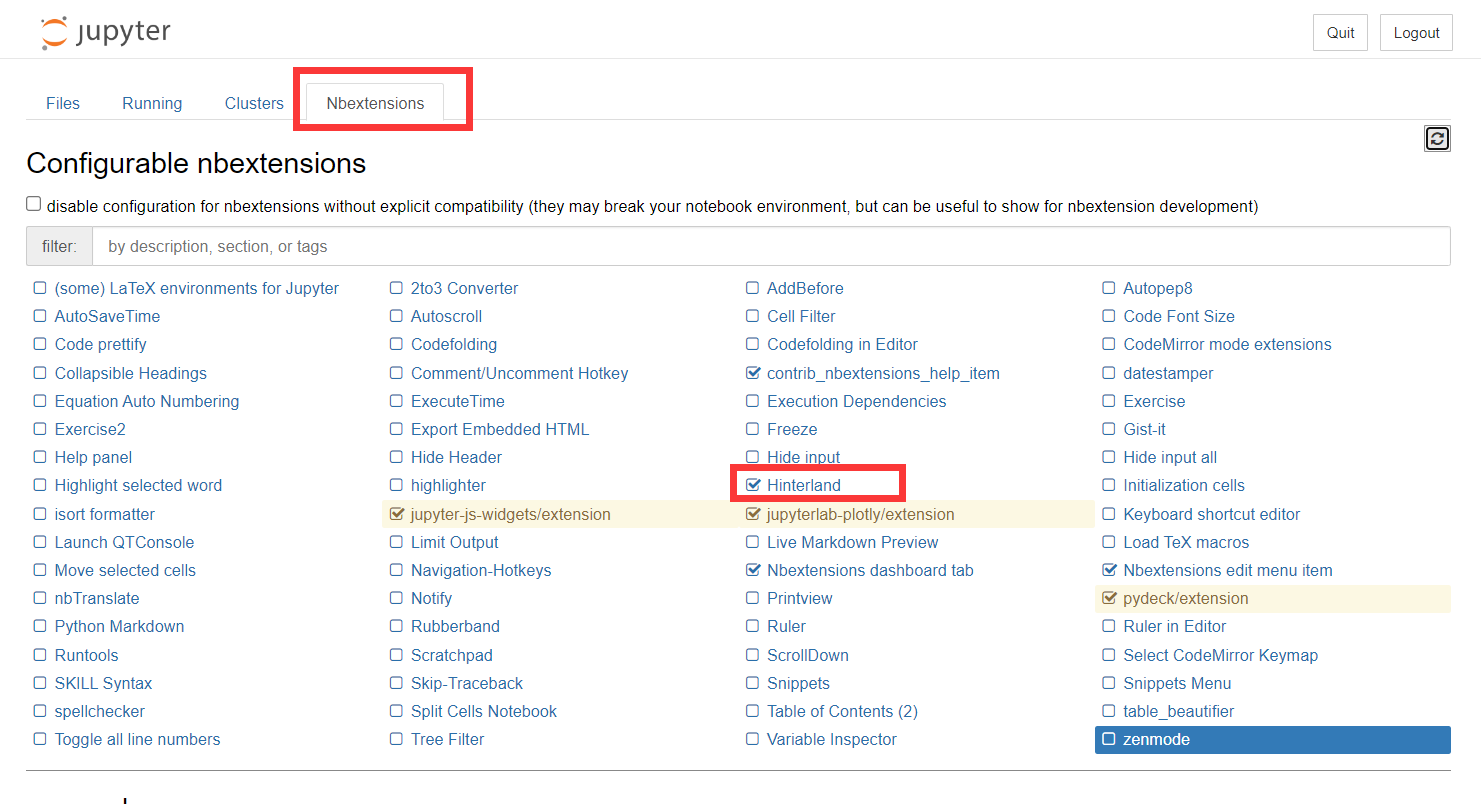 jupyter
Quit Logout
Files Running Clusters Nbextensions
Configurable nbextensions
disable configuration for nbextensions without explicit compatibility (they may break your notebook environment, but can be useful to show for nbextension development)
filter: by description, section, or tags
(some) LaTeX environments for Jupyter 2to3 Converter AddBefore Autopep8
AutoSaveTime Autoscroll Cell Filter Code Font Size
Code prettify Codefolding Codefolding in Editor CodeMirror mode extensions
Collapsible Headings Comment/Uncomment Hotkey contrib_nbextensions_help_item datestamper
Equation Auto Numbering ExecuteTime Execution Dependencies Exercise
Exercise2 Export Embedded HTML Freeze Gist-it
Help panel Hide Header Hide input Hide input all
Highlight selected word highlighter Hinterland Initialization cells
isort formatter jupyter-js-widgets/extension jupyterlab-plotly/extension Keyboard shortcut editor
Launch QTConsole Limit Output Live Markdown Preview Load TeX macros
Move selected cells Navigation-Hotkeys Nbextensions dashboard tab Nbextensions edit menu item
nbTranslate Notify Printview pydeck/extension
Python Markdown Rubberband Ruler Ruler in Editor
Runtools Scratchpad ScrollDown Select CodeMirror Keymap
SKILL Syntax Skip-Traceback Snippets Snippets Menu
spellchecker Split Cells Notebook Table of Contents (2) table_beautifier
Toggle all line numbers Tree Filter Variable Inspector zenmode